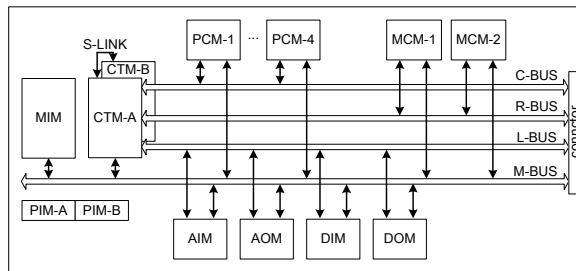 S-LINK
PCM-1 ... PCM-4 MCM-1 MCM-2
CTM-B
C-BUS
MIM CTM-A
R-BUS
L-BUS
M-BUS
PIM-A PIM-B
AIM AOM DIM DOM